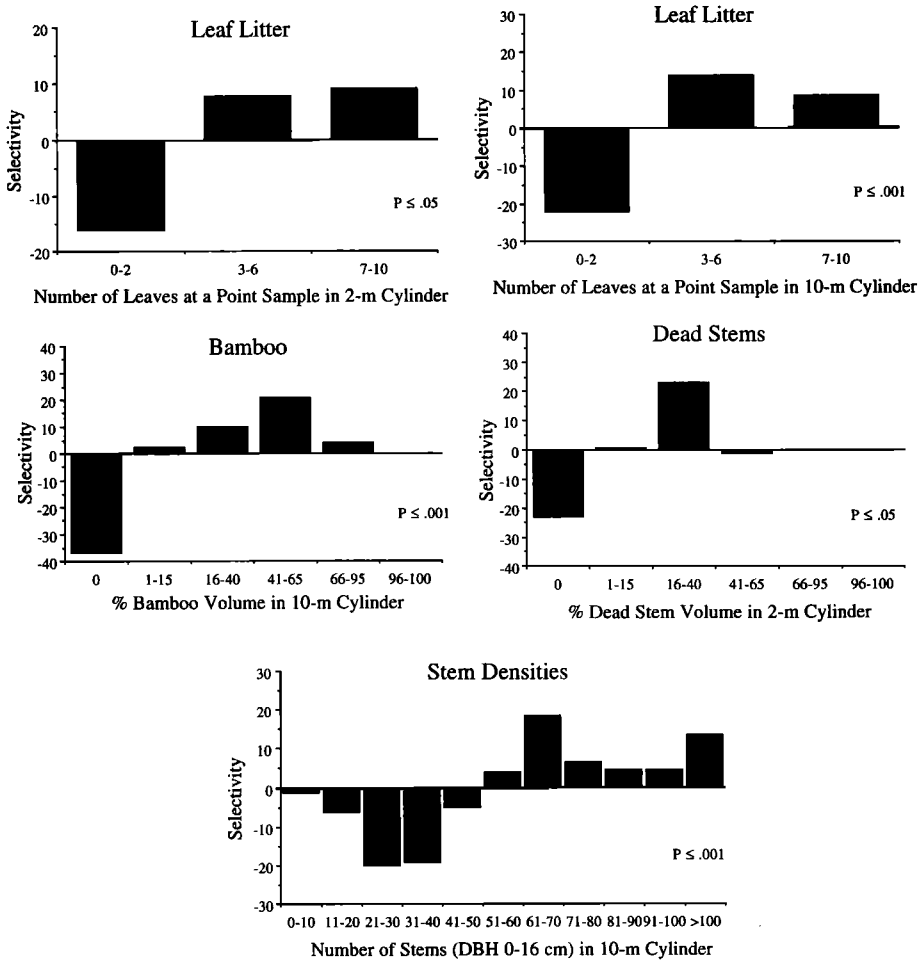 Leaf Litter
20
10
0
-10
-20
Selectivity
P ≤ .05
0-2 3-6 7-10
Number of Leaves at a Point Sample in 2-m Cylinder
Leaf Litter
30
20
10
0
-10
-20
-30
Selectivity
P ≤ .001
0-2 3-6 7-10
Number of Leaves at a Point Sample in 10-m Cylinder
Bamboo
40
30
20
10
0
-10
-20
-30
-40
Selectivity
P ≤ .001
0 1-15 16-40 41-65 66-95 96-100
% Bamboo Volume in 10-m Cylinder
Dead Stems
40
30
20
10
0
-10
-20
-30
-40
Selectivity
P ≤ .05
0 1-15 16-40 41-65 66-95 96-100
% Dead Stem Volume in 2-m Cylinder
Stem Densities
30
20
10
0
-10
-20
-30
Selectivity
P ≤ .001
0-10 11-20 21-30 31-40 41-50 51-60 61-70 71-80 81-90 91-100 >100
Number of Stems (DBH 0-16 cm) in 10-m Cylinder